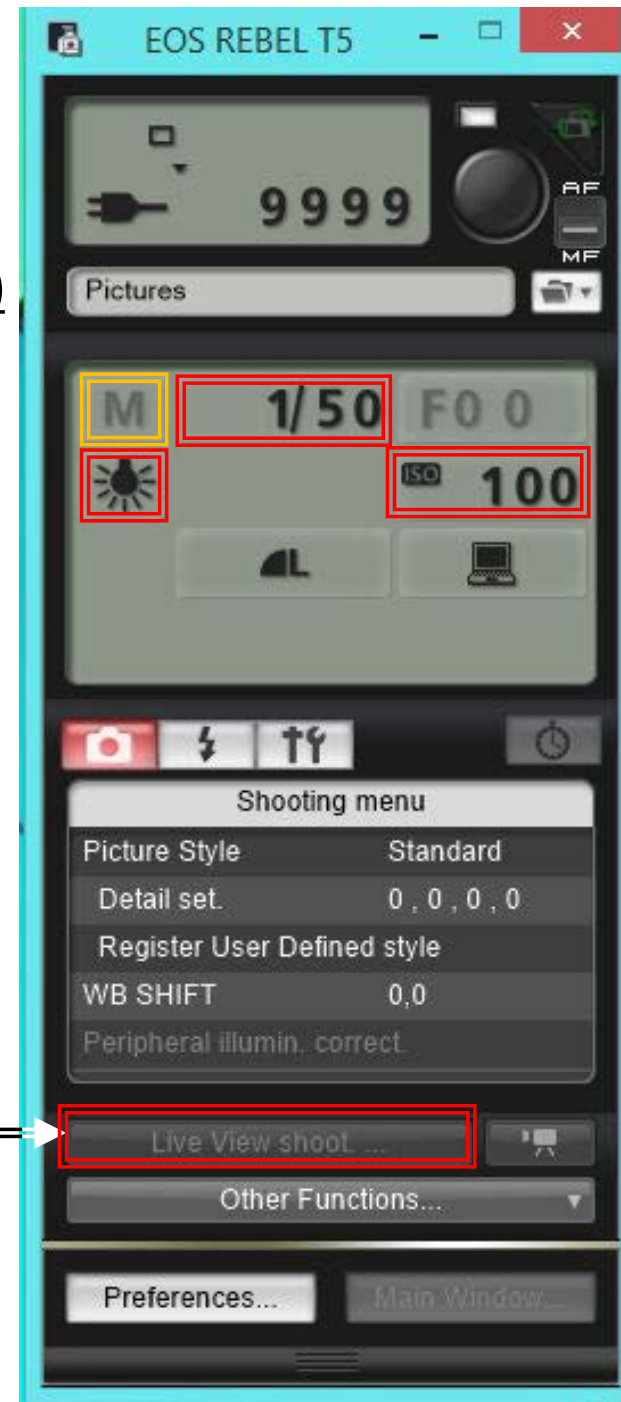 EOS REBEL T5
9999
AF
MF
)
Pictures
M 1/50 F00
ISO 100
L
Shooting menu
Picture Style Standard
Detail set. 0 , 0 , 0 , 0
Register User Defined style
WB SHIFT 0,0
Peripheral illumin. correct.
Live View shoot. ...
Other Functions...
Preferences... Main Window...